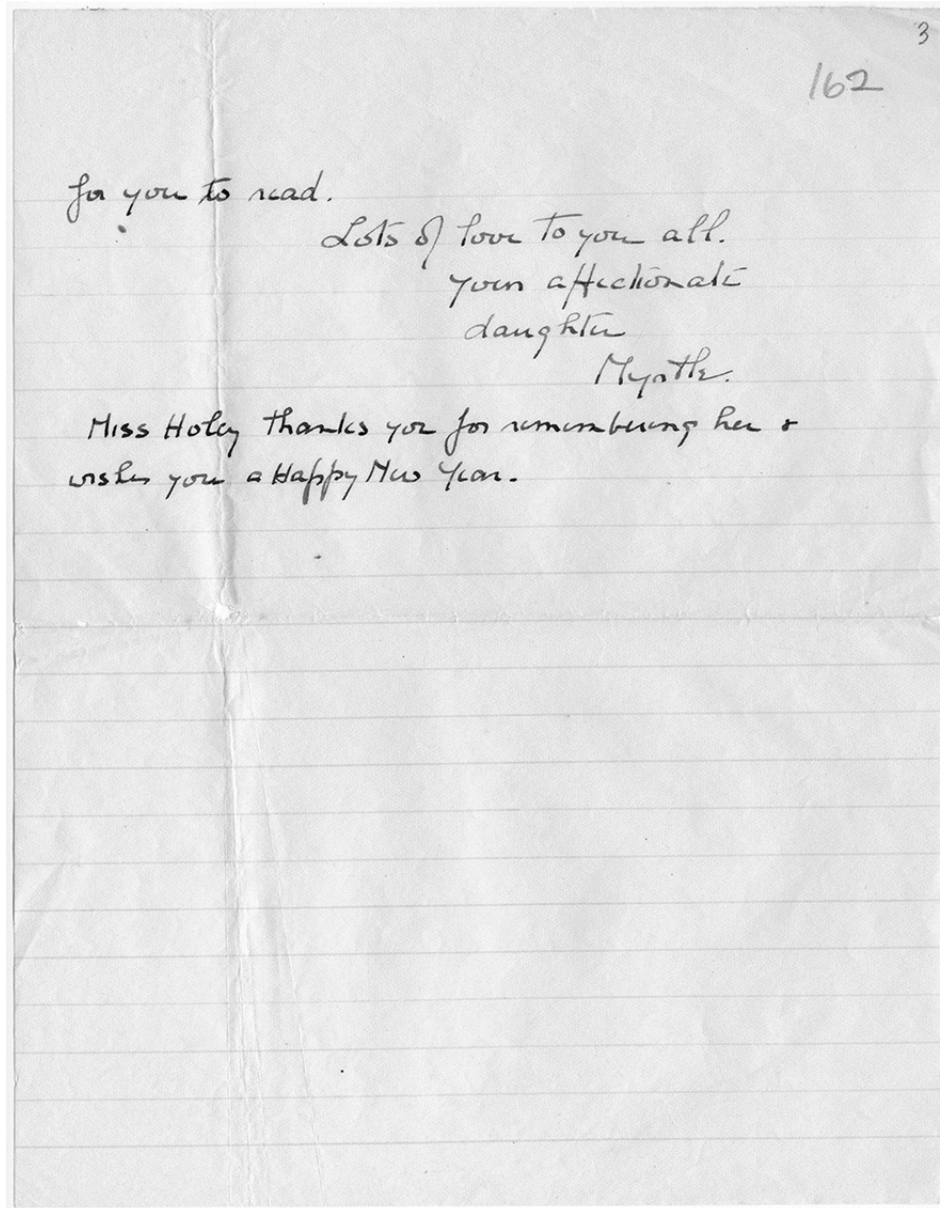 3
162
for you to read.
Lots of love to you all.
your affectionate
daughter
Myrtle.
Miss Holey thanks you for remembering her &
wishes you a Happy New Year.